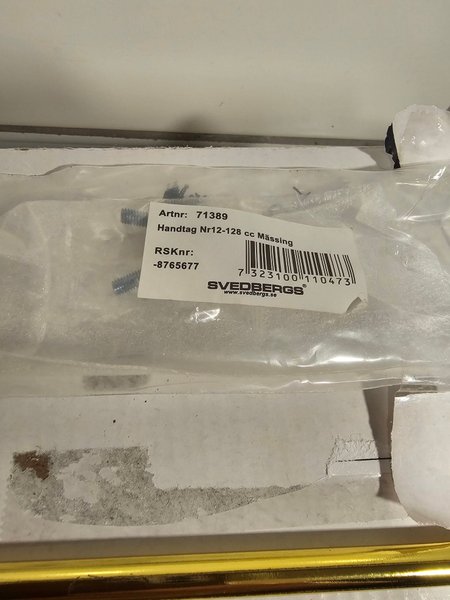 Artnr: 71389
Handtag Nr12-128 cc Mässing
RSKnr:
-8765677
7 323100 110473
SVEDBERGS®
www.svedbergs.se